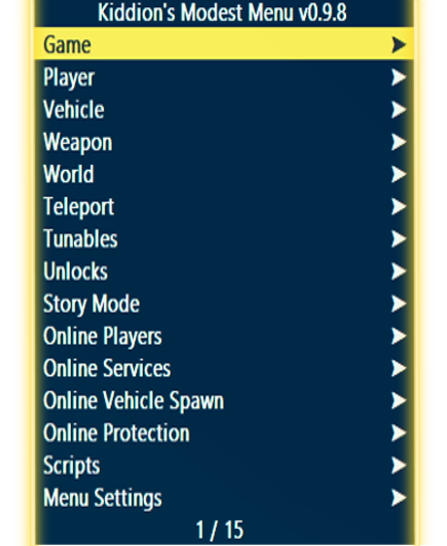 Kiddion's Modest Menu v0.9.8
Game
Player
Vehicle
Weapon
World
Teleport
Tunables
Unlocks
Story Mode
Online Players
Online Services
Online Vehicle Spawn
Online Protection
Scripts
Menu Settings
1 / 15